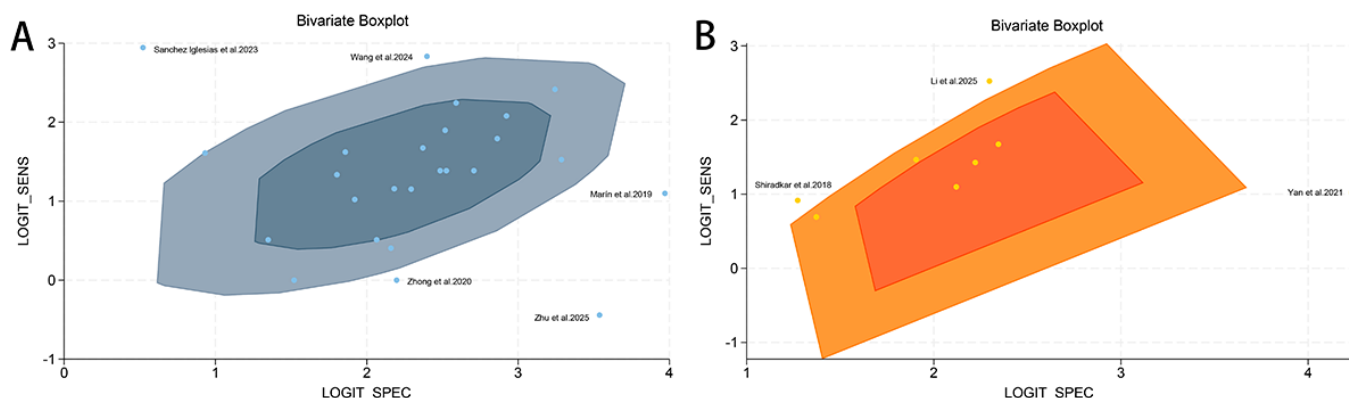 A
Bivariate Boxplot
3
2
1
0
-1
LOGIT_SENS
Sanchez Iglesias et al.2023
Wang et al.2024
Marín et al.2019
Zhong et al.2020
Zhu et al.2025
0 1 2 3 4
LOGIT_SPEC
B
Bivariate Boxplot
3
2
1
0
-1
LOGIT_SENS
Li et al.2025
Shiradkar et al.2018
Yan et al.2021
1 2 3 4
LOGIT_SPEC